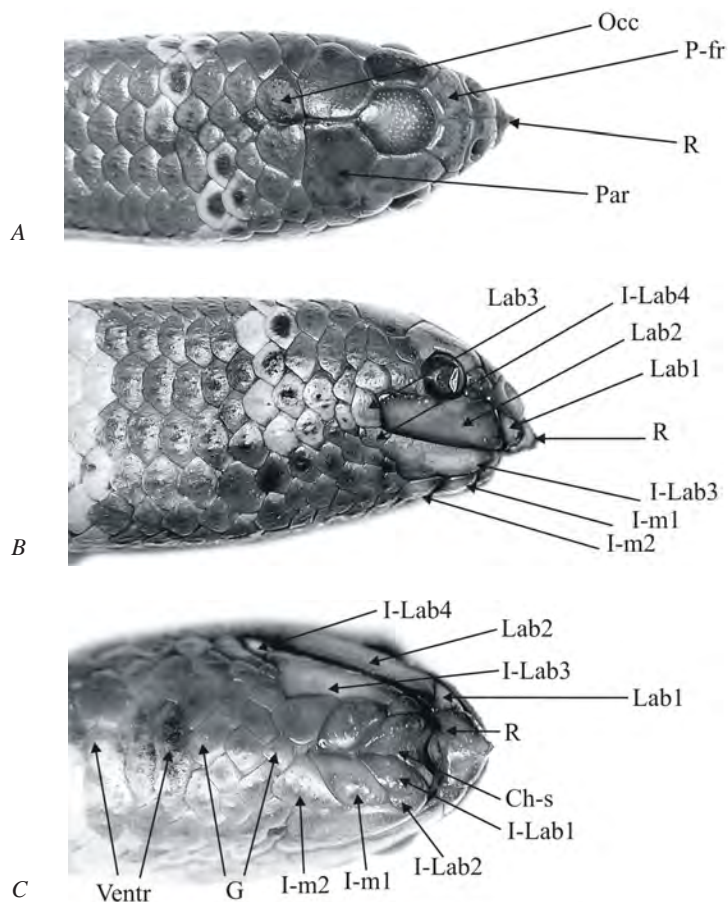 Occ
P-fr
R
Par
A
Lab3
I-Lab4
Lab2
Lab1
R
I-Lab3
I-m1
I-m2
B
I-Lab4
Lab2
I-Lab3
Lab1
R
Ch-s
I-Lab1
I-Lab2
I-m1
I-m2
G
Ventr
C